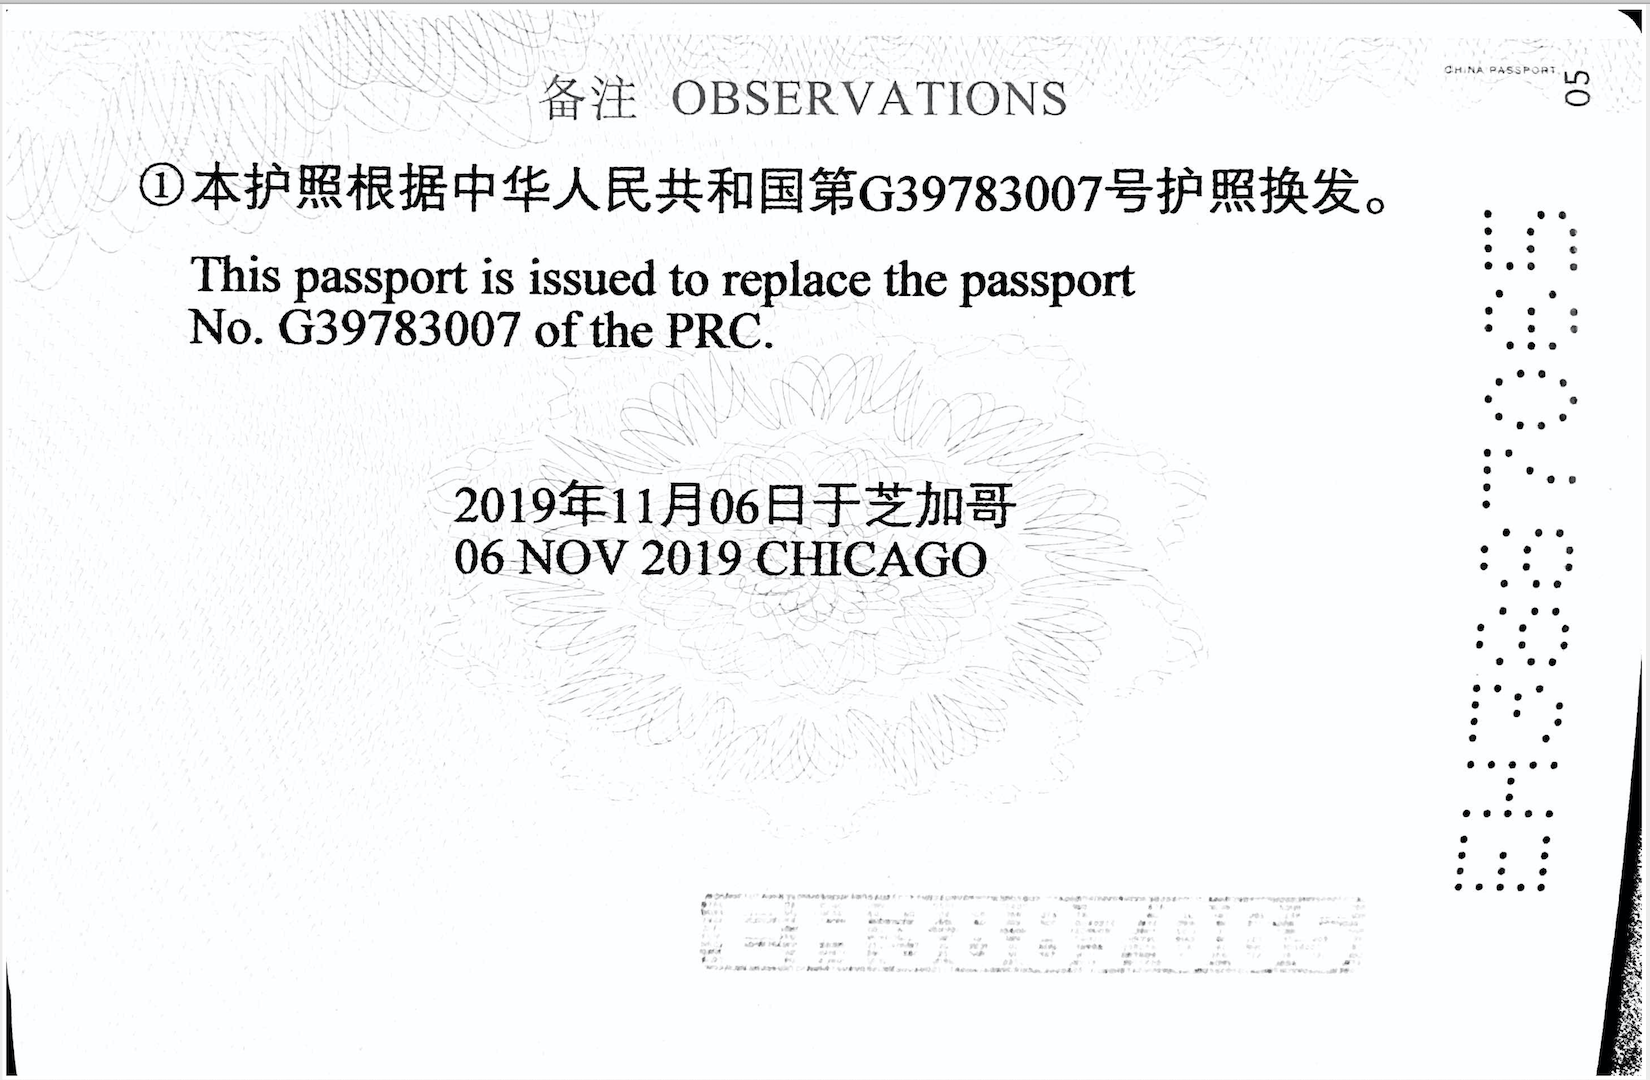 备注 OBSERVATIONS
CHINA PASSPORT
05
①本护照根据中华人民共和国第G39783007号护照换发。
This passport is issued to replace the passport
No. G39783007 of the PRC.
2019年11月06日于芝加哥
06 NOV 2019 CHICAGO